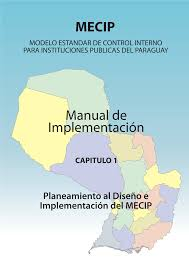 MECIP
MODELO ESTANDAR DE CONTROL INTERNO
PARA INSTITUCIONES PUBLICAS DEL PARAGUAY
Manual de
Implementación
CAPITULO 1
Planeamiento al Diseño e
Implementación del MECIP